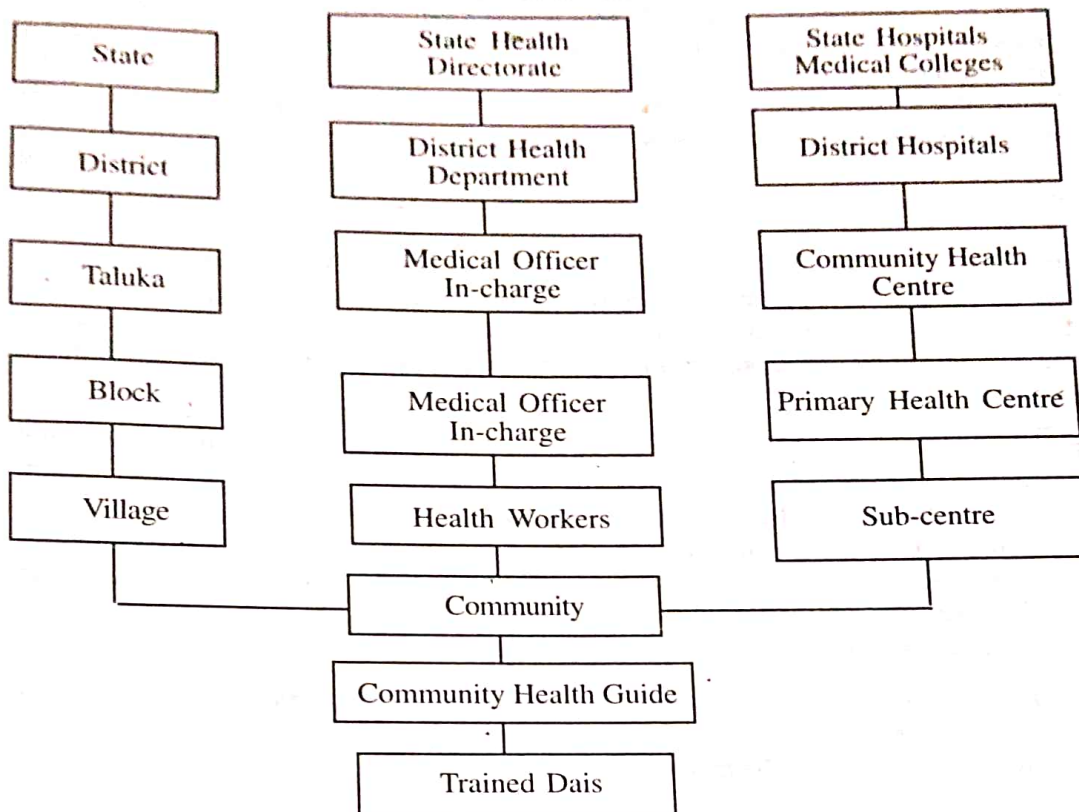 State
State Health
Directorate
State Hospitals
Medical Colleges
District
District Health
Department
District Hospitals
Taluka
Medical Officer
In-charge
Community Health
Centre
Block
Medical Officer
In-charge
Primary Health Centre
Village
Health Workers
Sub-centre
Community
Community Health Guide
Trained Dais